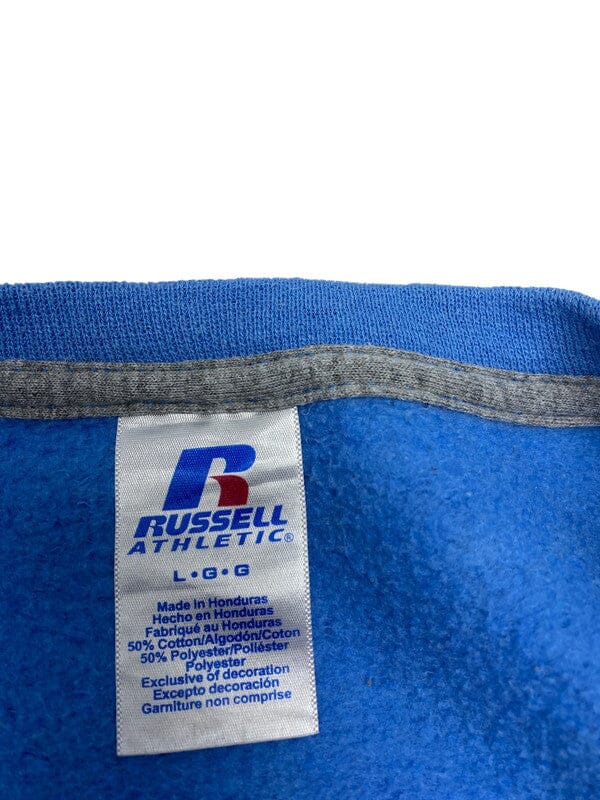 R
RUSSELL
ATHLETIC®
L • G • G
Made in Honduras
Hecho en Honduras
Fabriqué au Honduras
50% Cotton/Algodón/Coton
50% Polyester/Poliéster
Polyester
Exclusive of decoration
Excepto decoración
Garniture non comprise